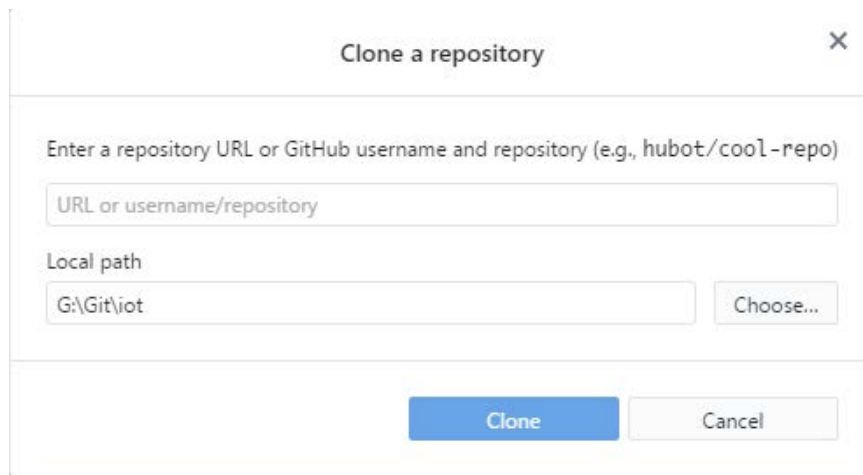 Clone a repository
Enter a repository URL or GitHub username and repository (e.g., hubot/cool-repo)
URL or username/repository
Local path
G:\Git\iot
Choose...
Clone
Cancel